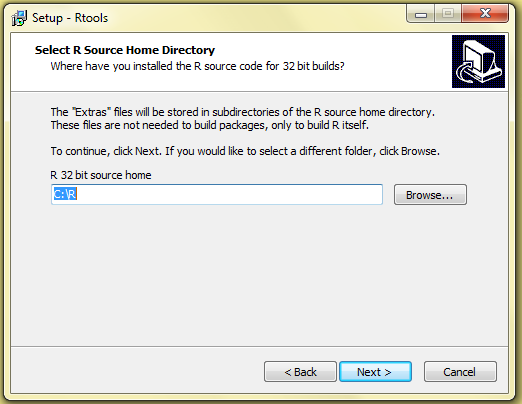 Setup - Rtools
Select R Source Home Directory
Where have you installed the R source code for 32 bit builds?
The "Extras" files will be stored in subdirectories of the R source home directory.
These files are not needed to build packages, only to build R itself.
To continue, click Next. If you would like to select a different folder, click Browse.
R 32 bit source home
C:\R
Browse...
< Back
Next >
Cancel